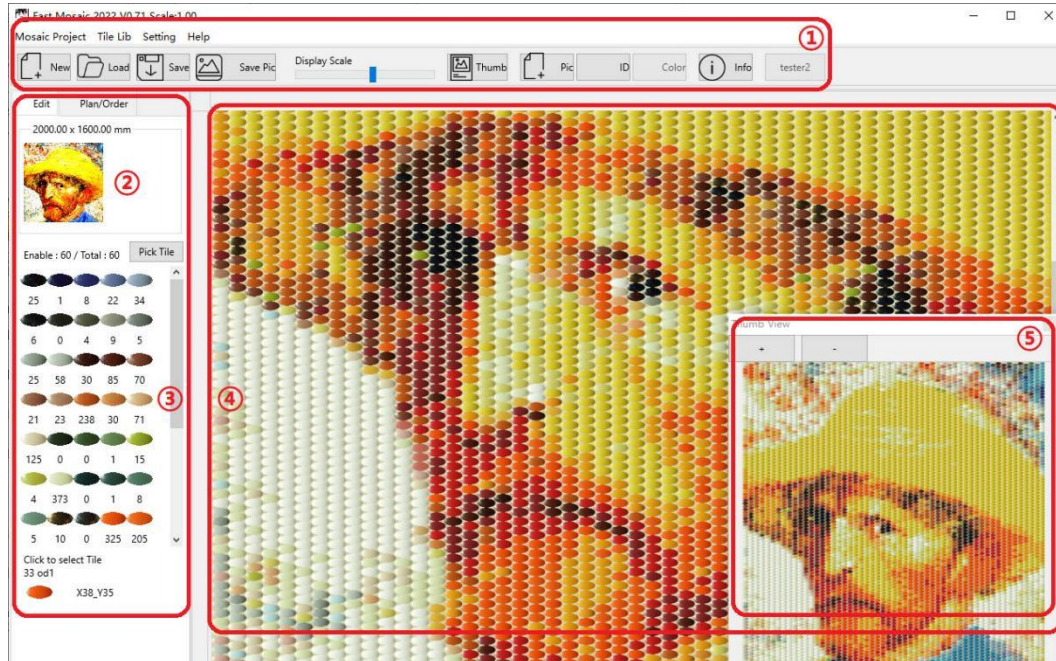 Fast Mosaic 2022 V0.71 Scale:1.00
Mosaic Project Tile Lib Setting Help
①
New Load Save Save Pic Display Scale Thumb Pic ID Color Info tester2
Edit Plan/Order
2000.00 x 1600.00 mm
②
Enable : 60 / Total : 60 Pick Tile
25 1 8 22 34
6 0 4 9 5
25 58 30 85 70
③
21 23 238 30 71
125 0 0 1 15
4 373 0 1 8
5 10 0 325 205
Click to select Tile
33 od1
X38_Y35
④
Thumb View
⑤
+ -